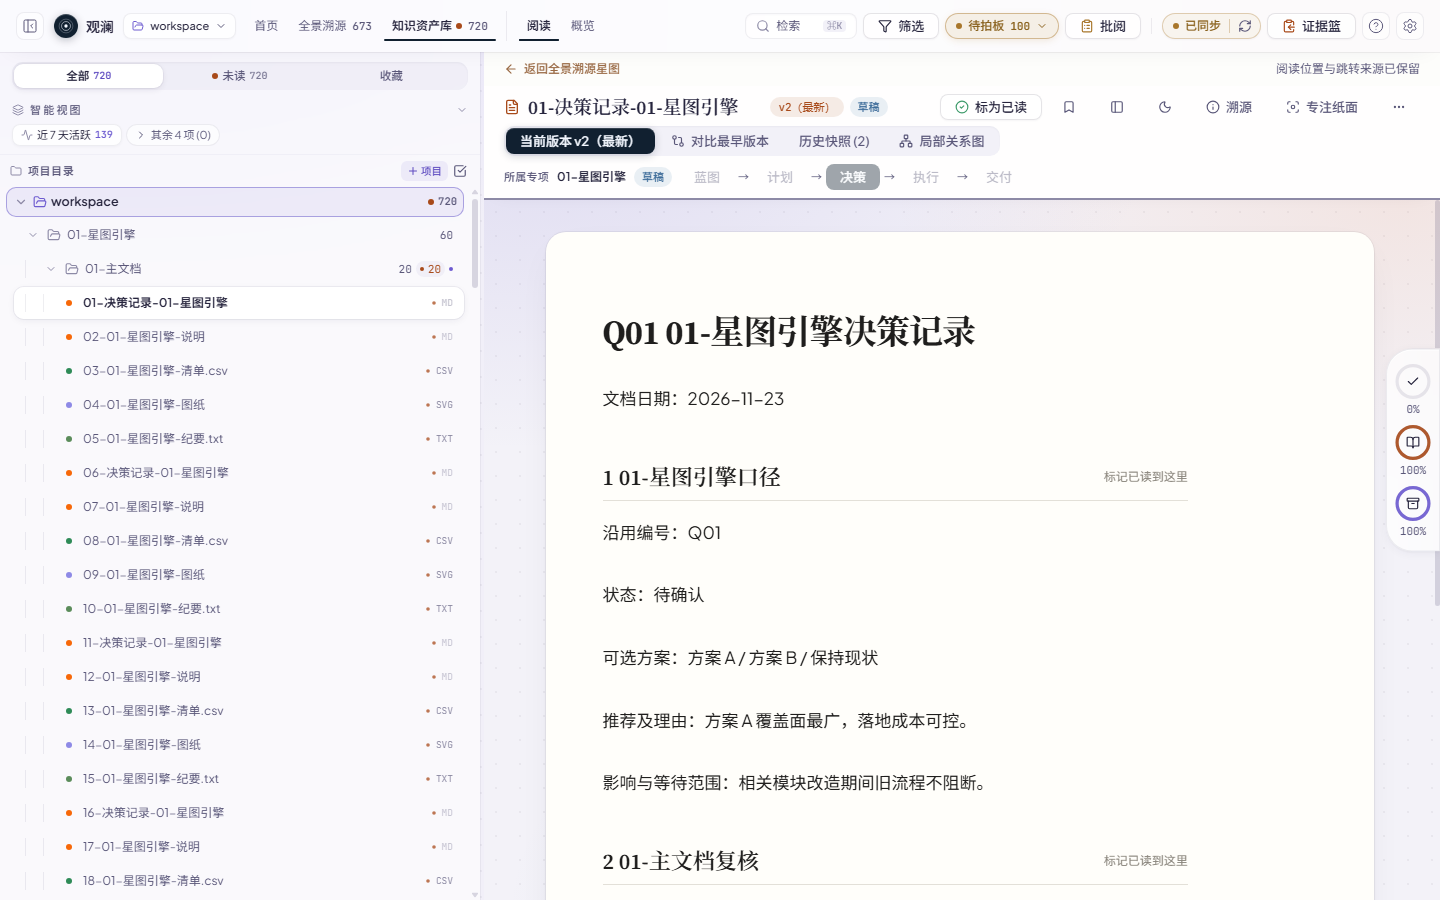 观澜 workspace 首页 全景溯源 673 知识资产库 720 阅读 概览 检索 ⌘K 筛选 待拍板 100 批阅 已同步 证据篮
全部 720 未读 720 收藏
智能视图
近7天活跃 139 其余4项(0)
项目目录 +项目
workspace 720
01-星图引擎 60
01-主文档 20 20
01-决策记录-01-星图引擎 MD
02-01-星图引擎-说明 MD
03-01-星图引擎-清单.csv CSV
04-01-星图引擎-图纸 SVG
05-01-星图引擎-纪要.txt TXT
06-决策记录-01-星图引擎 MD
07-01-星图引擎-说明 MD
08-01-星图引擎-清单.csv CSV
09-01-星图引擎-图纸 SVG
10-01-星图引擎-纪要.txt TXT
11-决策记录-01-星图引擎 MD
12-01-星图引擎-说明 MD
13-01-星图引擎-清单.csv CSV
14-01-星图引擎-图纸 SVG
15-01-星图引擎-纪要.txt TXT
16-决策记录-01-星图引擎 MD
17-01-星图引擎-说明 MD
18-01-星图引擎-清单.csv CSV
← 返回全景溯源星图 阅读位置与跳转来源已保留
01-决策记录-01-星图引擎 v2（最新） 草稿 标为已读 溯源 专注纸面 ···
当前版本 v2（最新） 对比最早版本 历史快照 (2) 局部关系图
所属专项 01-星图引擎 草稿 蓝图 → 计划 → 决策 → 执行 → 交付
Q01 01-星图引擎决策记录
文档日期：2026-11-23
1 01-星图引擎口径 标记已读到这里
沿用编号：Q01
状态：待确认
可选方案：方案 A / 方案 B / 保持现状
推荐及理由：方案 A 覆盖面最广，落地成本可控。
影响与等待范围：相关模块改造期间旧流程不阻断。
2 01-主文档复核 标记已读到这里
0%
100%
100%